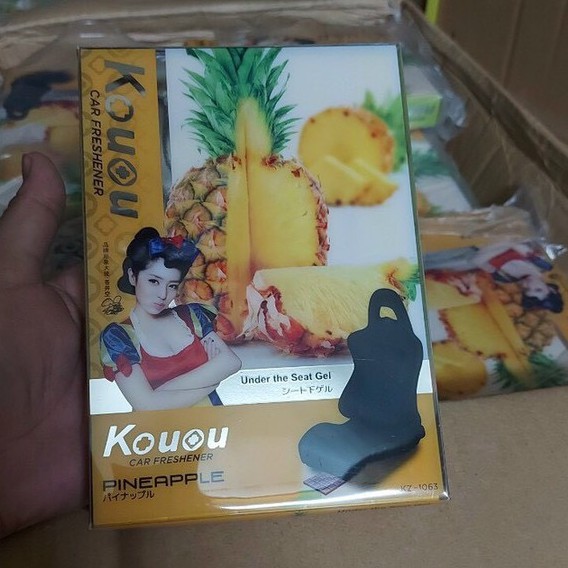 Kouou
CAR FRESHENER
Under the Seat Gel
シート下ゲル
Kouou
CAR FRESHENER
PINEAPPLE
パイナップル
KZ-1063